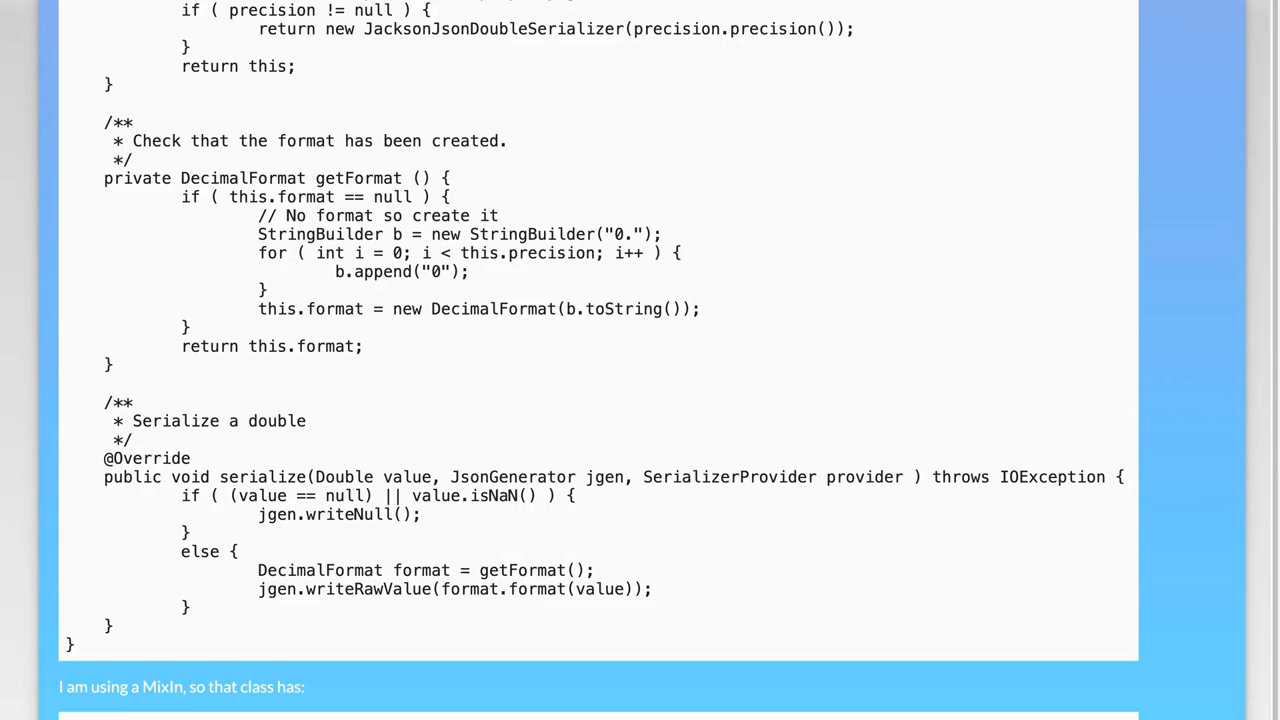 if ( precision != null ) {
return new JacksonJsonDoubleSerializer(precision.precision());
}
return this;
}
/**
* Check that the format has been created.
*/
private DecimalFormat getFormat () {
if ( this.format == null ) {
// No format so create it
StringBuilder b = new StringBuilder("0.");
for ( int i = 0; i < this.precision; i++ ) {
b.append("0");
}
this.format = new DecimalFormat(b.toString());
}
return this.format;
}
/**
* Serialize a double
*/
@Override
public void serialize(Double value, JsonGenerator jgen, SerializerProvider provider ) throws IOException {
if ( (value == null) || value.isNaN() ) {
jgen.writeNull();
}
else {
DecimalFormat format = getFormat();
jgen.writeRawValue(format.format(value));
}
}
}
I am using a MixIn, so that class has: